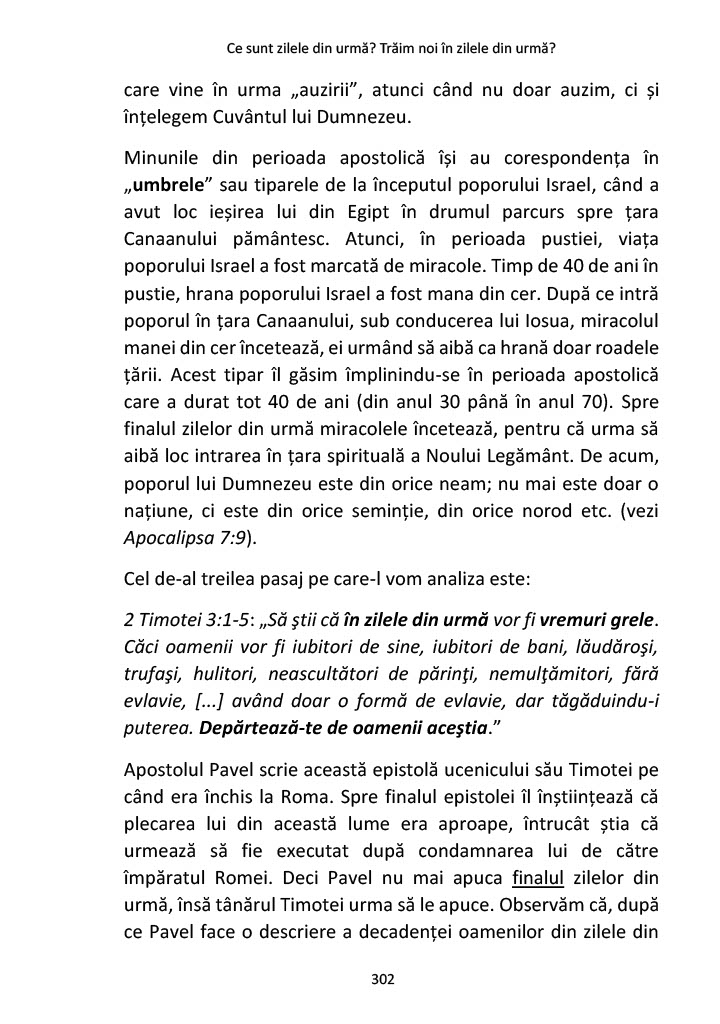 Ce sunt zilele din urmă? Trăim noi în zilele din urmă?
care vine în urma „auzirii”, atunci când nu doar auzim, ci și
înțelegem Cuvântul lui Dumnezeu.
Minunile din perioada apostolică își au corespondența în
„umbrele” sau tiparele de la începutul poporului Israel, când a
avut loc ieșirea lui din Egipt în drumul parcurs spre țara
Canaanului pământesc. Atunci, în perioada pustiei, viața
poporului Israel a fost marcată de miracole. Timp de 40 de ani în
pustie, hrana poporului Israel a fost mana din cer. După ce intră
poporul în țara Canaanului, sub conducerea lui Iosua, miracolul
manei din cer încetează, ei urmând să aibă ca hrană doar roadele
țării. Acest tipar îl găsim împlinindu-se în perioada apostolică
care a durat tot 40 de ani (din anul 30 până în anul 70). Spre
finalul zilelor din urmă miracolele încetează, pentru că urma să
aibă loc intrarea în țara spirituală a Noului Legământ. De acum,
poporul lui Dumnezeu este din orice neam; nu mai este doar o
națiune, ci este din orice seminție, din orice norod etc. (vezi
Apocalipsa 7:9).
Cel de-al treilea pasaj pe care-l vom analiza este:
2 Timotei 3:1-5: „Să ştii că în zilele din urmă vor fi vremuri grele.
Căci oamenii vor fi iubitori de sine, iubitori de bani, lăudăroşi,
trufaşi, hulitori, neascultători de părinţi, nemulţămitori, fără
evlavie, [...] având doar o formă de evlavie, dar tăgăduindu-i
puterea. Depărtează-te de oamenii aceştia.”
Apostolul Pavel scrie această epistolă ucenicului său Timotei pe
când era închis la Roma. Spre finalul epistolei îl înștiințează că
plecarea lui din această lume era aproape, întrucât știa că
urmează să fie executat după condamnarea lui de către
împăratul Romei. Deci Pavel nu mai apuca finalul zilelor din
urmă, însă tânărul Timotei urma să le apuce. Observăm că, după
ce Pavel face o descriere a decadenței oamenilor din zilele din
302